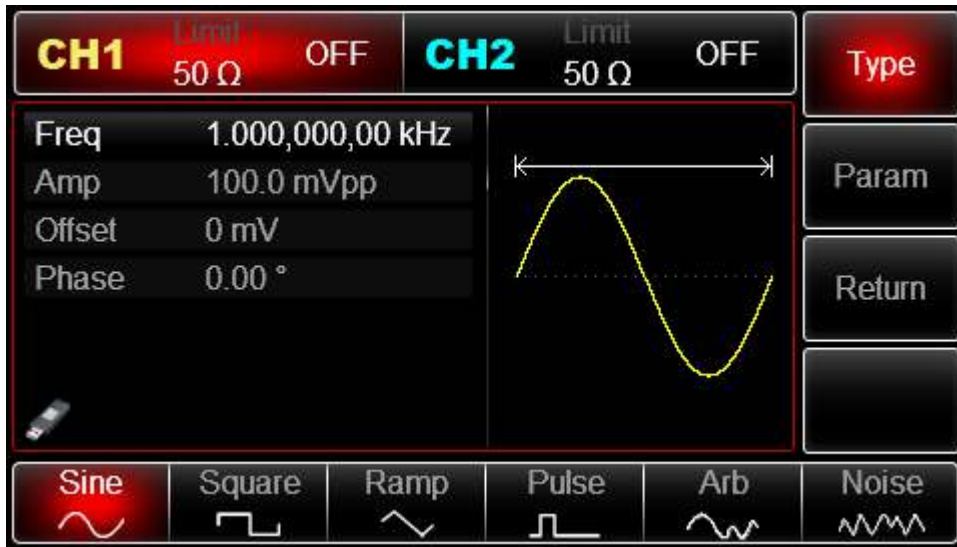 CH1 Limit 50 Ω OFF CH2 Limit 50 Ω OFF
Type
Freq 1.000,000,00 kHz
Amp 100.0 mVpp
Offset 0 mV
Phase 0.00 °
Param
Return
Sine Square Ramp Pulse Arb Noise